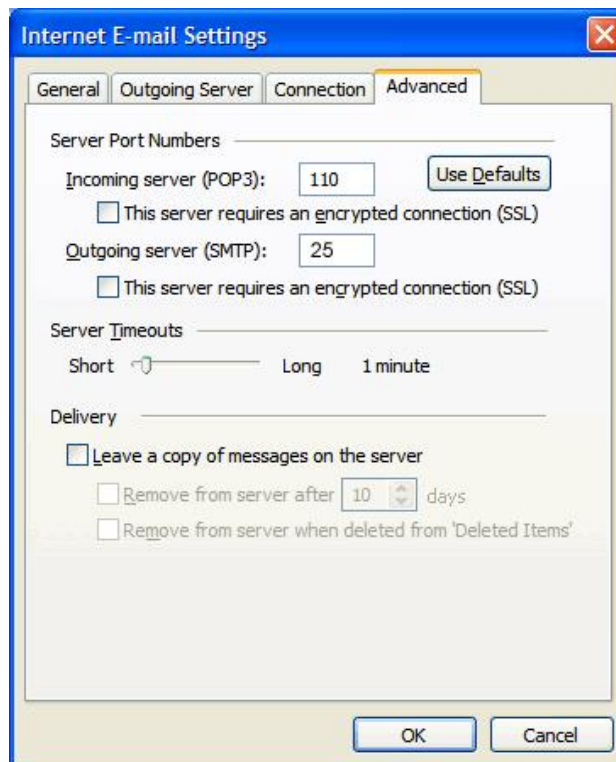 Internet E-mail Settings
General Outgoing Server Connection Advanced
Server Port Numbers
Incoming server (POP3): 110 Use Defaults
This server requires an encrypted connection (SSL)
Outgoing server (SMTP): 25
This server requires an encrypted connection (SSL)
Server Timeouts
Short Long 1 minute
Delivery
Leave a copy of messages on the server
Remove from server after 10 days
Remove from server when deleted from 'Deleted Items'
OK Cancel